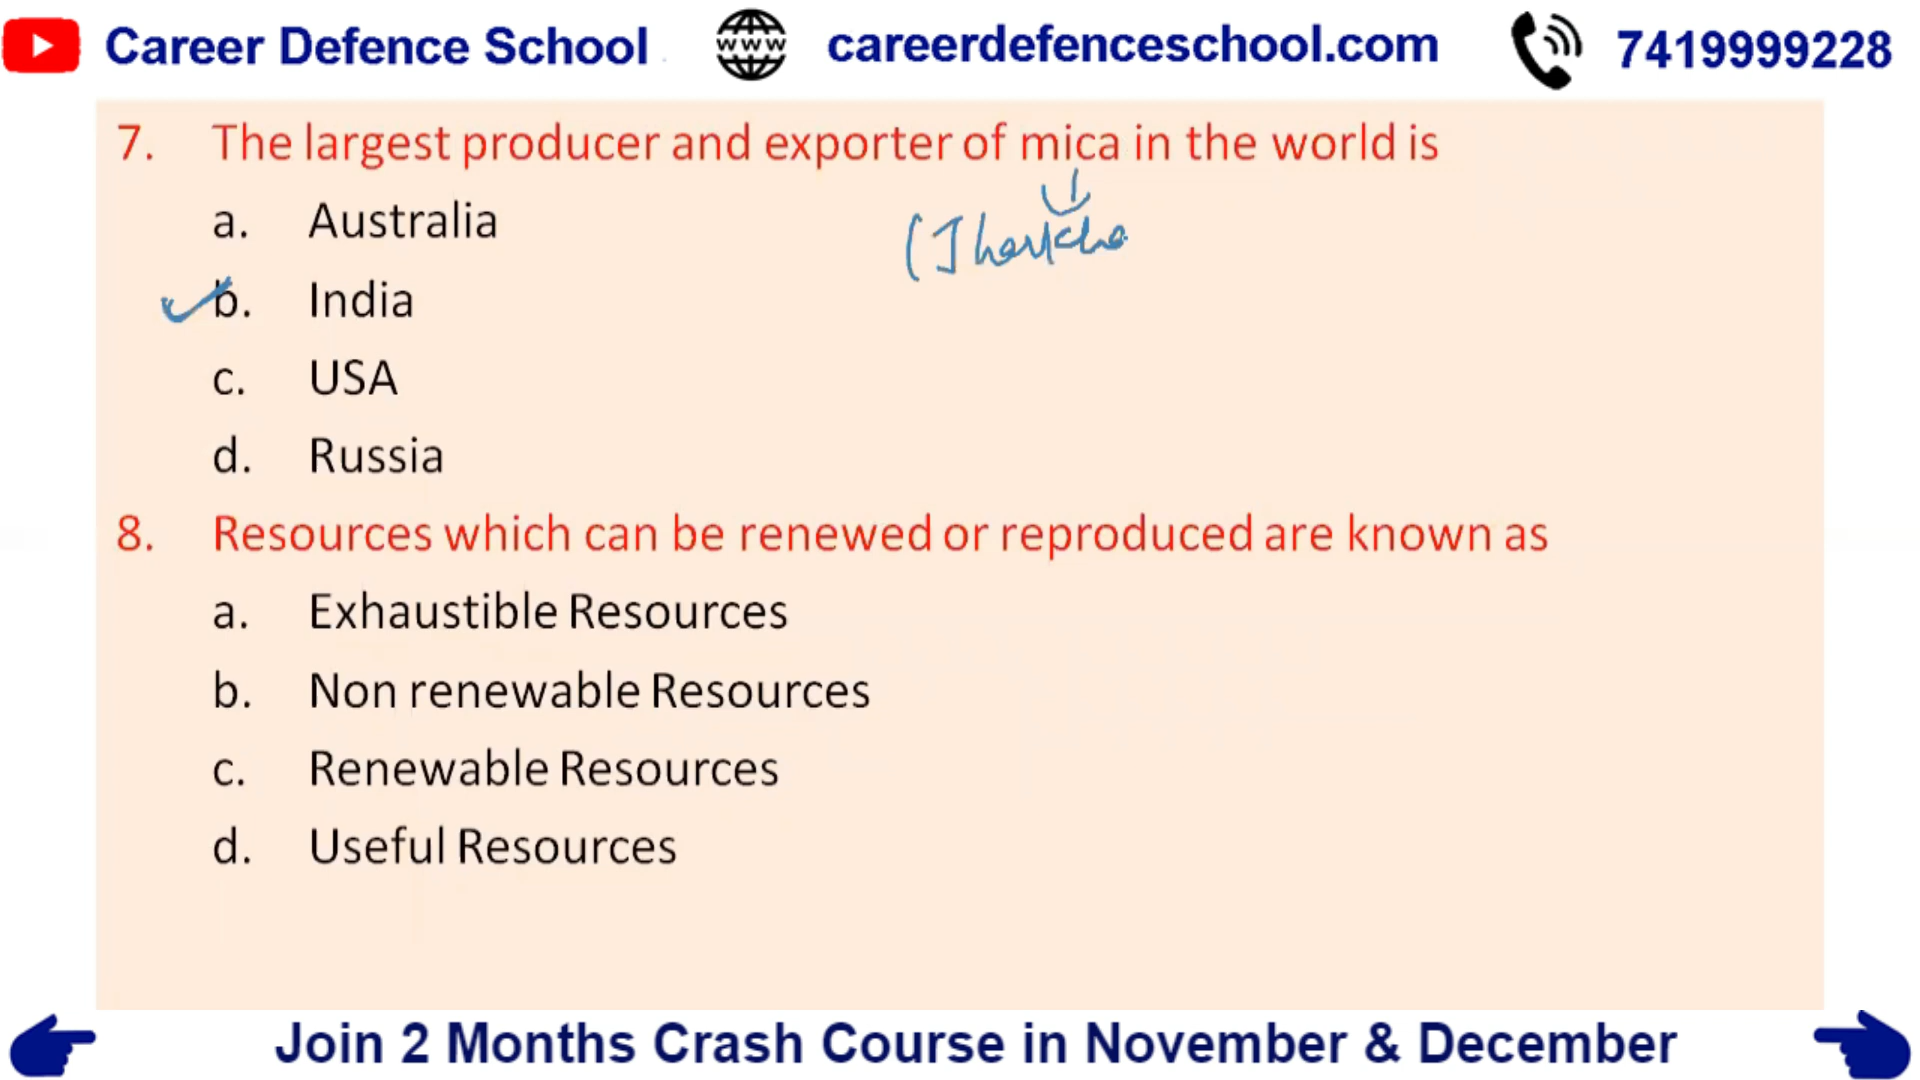 Career Defence School
www
careerdefenceschool.com
7419999228
7. The largest producer and exporter of mica in the world is
(Jharkha
a. Australia
b. India
c. USA
d. Russia
8. Resources which can be renewed or reproduced are known as
a. Exhaustible Resources
b. Non renewable Resources
c. Renewable Resources
d. Useful Resources
Join 2 Months Crash Course in November & December